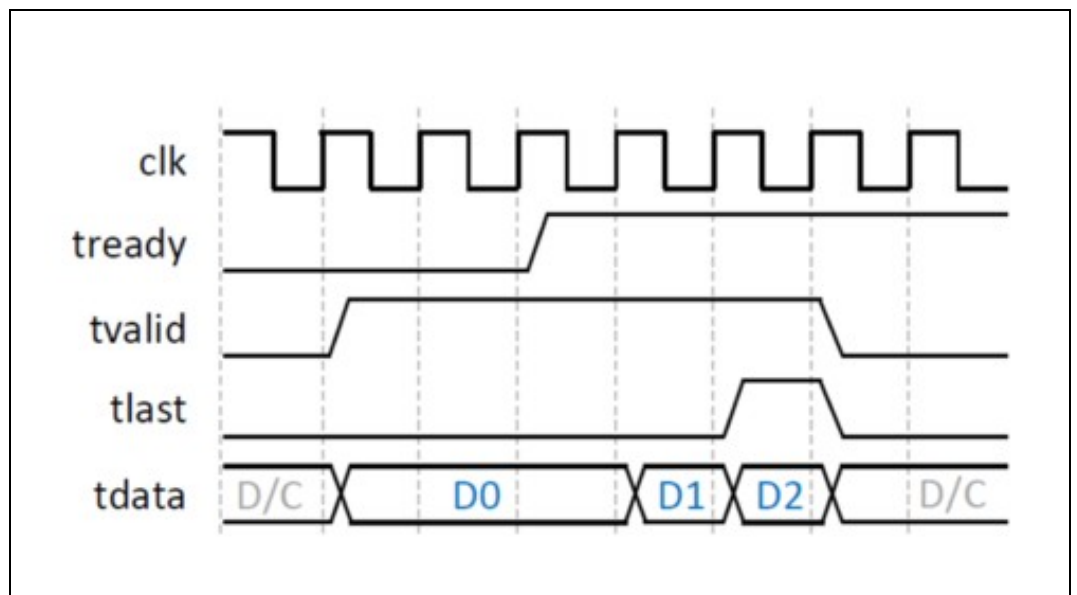 clk
tready
tvalid
tlast
tdata D/C D0 D1 D2 D/C